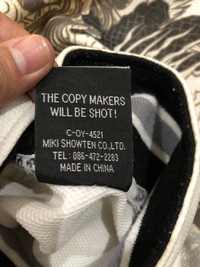 THE COPY MAKERS
WILL BE SHOT!
C-OY-4521
MIKI SHOWTEN CO.,LTD.
TEL: 086-472-2283
MADE IN CHINA